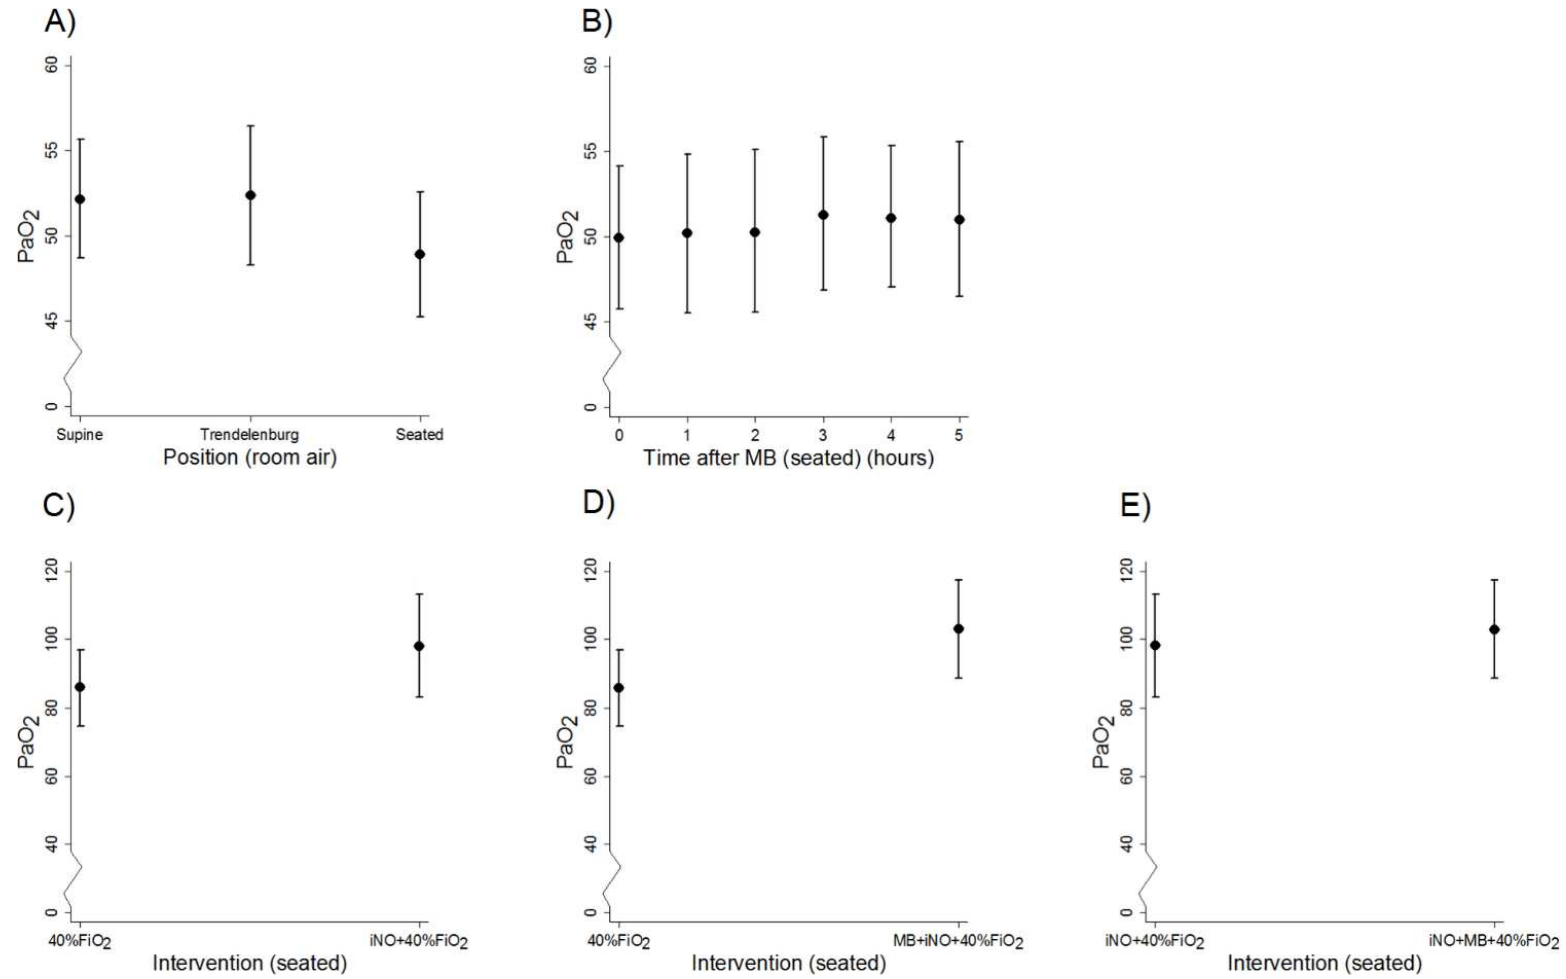 A)
60
55
50
45
0
PaO2
Supine Trendelenburg Seated
Position (room air)
B)
60
55
50
45
0
PaO2
0 1 2 3 4 5
Time after MB (seated) (hours)
C)
120
100
80
60
40
0
PaO2
40%FiO2 iNO+40%FiO2
Intervention (seated)
D)
120
100
80
60
40
0
PaO2
40%FiO2 MB+iNO+40%FiO2
Intervention (seated)
E)
120
100
80
60
40
0
PaO2
iNO+40%FiO2 iNO+MB+40%FiO2
Intervention (seated)